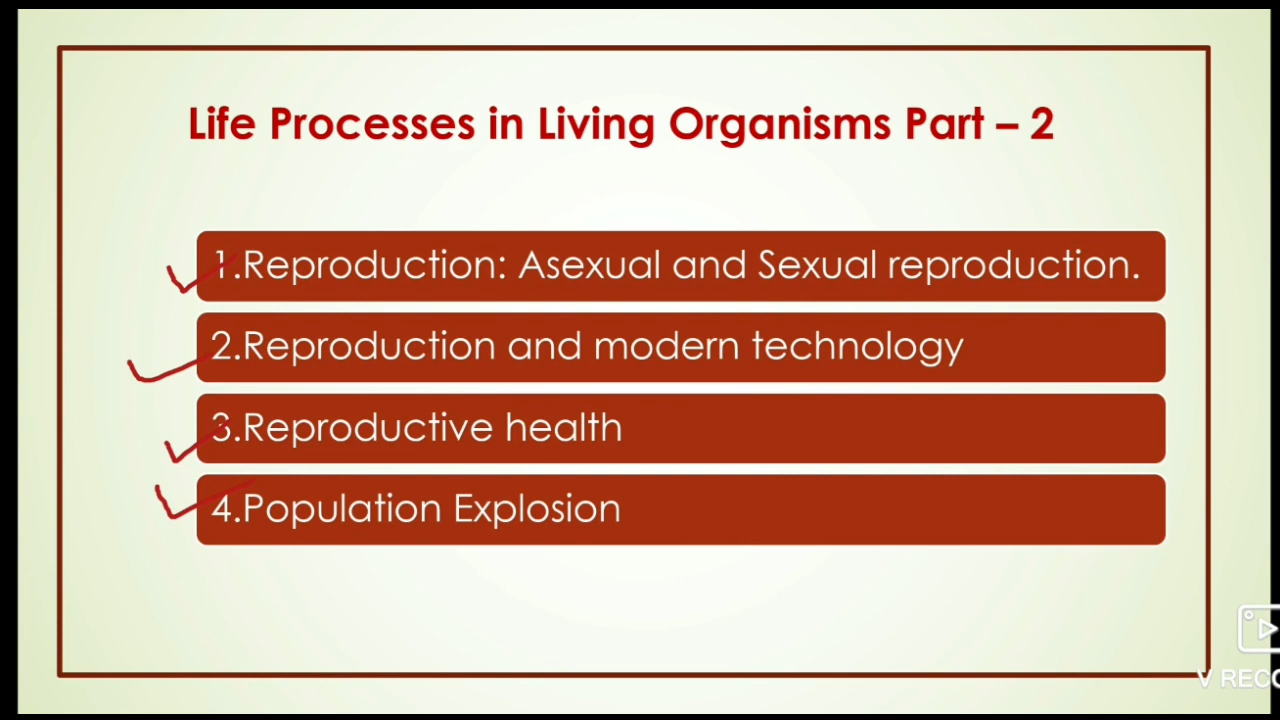 Life Processes in Living Organisms Part – 2
1.Reproduction: Asexual and Sexual reproduction.
2.Reproduction and modern technology
3.Reproductive health
4.Population Explosion
V RECO